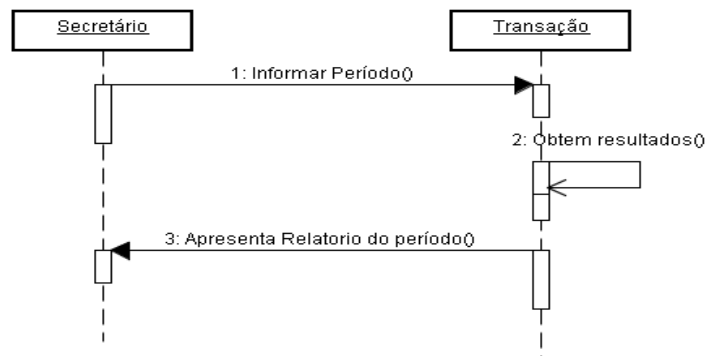 Secretário
Transação
1: Informar Período()
2: Obtem resultados()
3: Apresenta Relatorio do período()